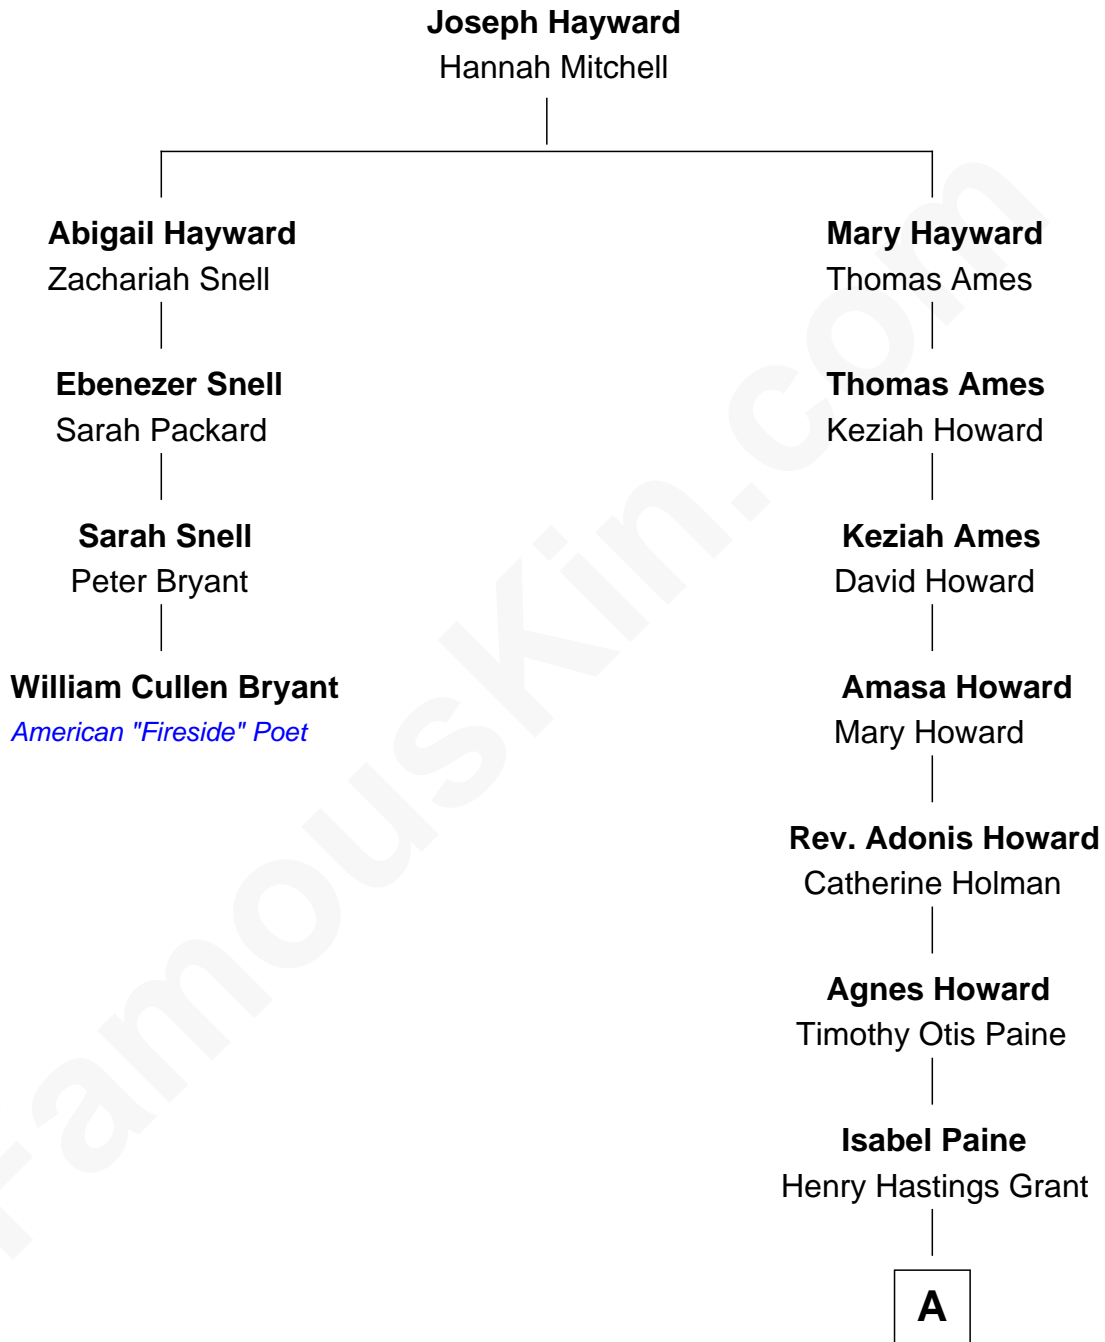 Joseph Hayward
Hannah Mitchell
Abigail Hayward
Zachariah Snell
Ebenezer Snell
Sarah Packard
Sarah Snell
Peter Bryant
William Cullen Bryant
American "Fireside" Poet
Mary Hayward
Thomas Ames
Thomas Ames
Keziah Howard
Keziah Ames
David Howard
Amasa Howard
Mary Howard
Rev. Adonis Howard
Catherine Holman
Agnes Howard
Timothy Otis Paine
Isabel Paine
Henry Hastings Grant
A
FamousKin.com